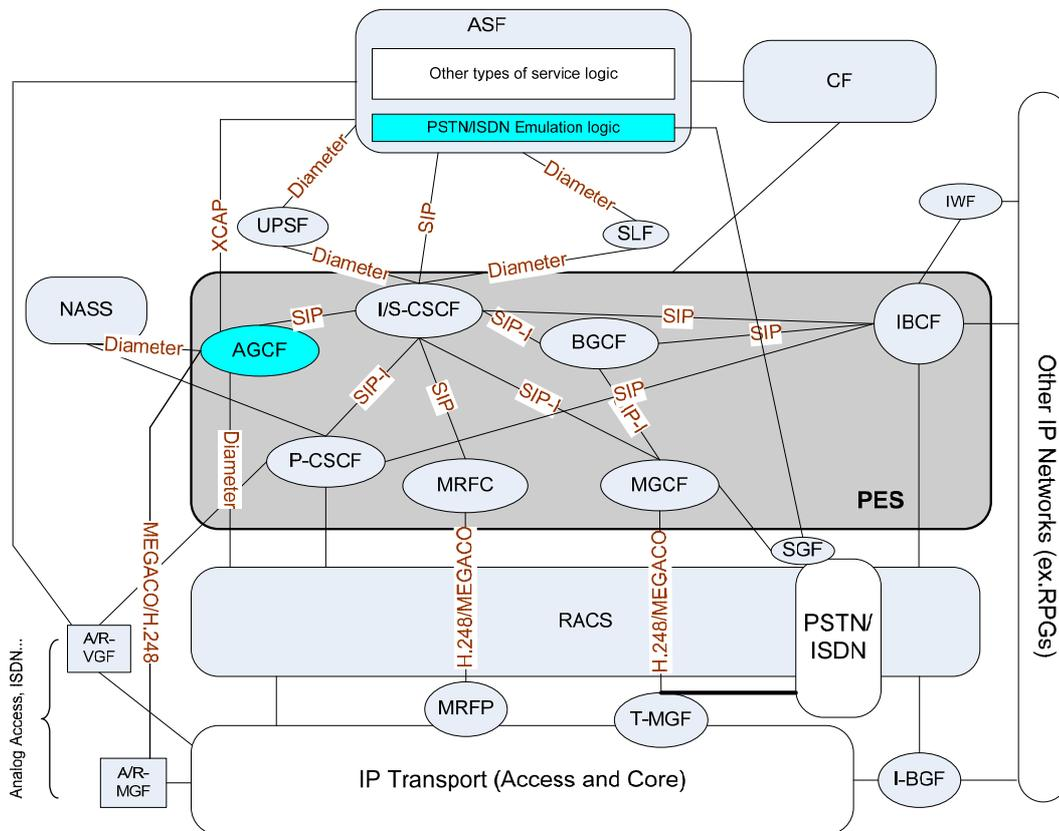 ASF
Other types of service logic
CF
PSTN/ISDN Emulation logic
Diameter
Diameter
XCAP
SIP
IWF
UPSF
SLF
Diameter
Diameter
NASS
I/S-CSCF
SIP
SIP
SIP-I
IBCF
SIP
BGCF
Diameter
AGCF
SIP-I
SIP
SIP-I
SIP
IP-I
Diameter
P-CSCF
MRFC
MGCF
PES
MEGACO/H.248
H.248/MEGACO
H.248/MEGACO
SGF
Other IP Networks (ex.RPGs)
RACS
PSTN/
ISDN
A/R-
VGF
Analog Access, ISDN...
MRFP
T-MGF
A/R-
MGF
IP Transport (Access and Core)
I-BGF